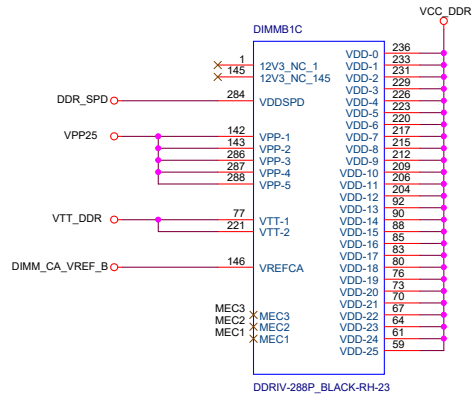 VCC_DDR
DIMMB1C
1 12V3_NC_1 VDD-0 236
145 12V3_NC_145 VDD-1 233
VDD-2 231
VDD-3 229
DDR_SPD 284 VDDSPD VDD-4 226
VDD-5 223
VDD-6 220
VPP25 142 VPP-1 VDD-7 217
143 VPP-2 VDD-8 215
286 VPP-3 VDD-9 212
287 VPP-4 VDD-10 209
288 VPP-5 VDD-11 206
VDD-12 204
VDD-13 92
VTT_DDR 77 VTT-1 VDD-14 90
221 VTT-2 VDD-15 88
VDD-16 85
VDD-17 83
DIMM_CA_VREF_B 146 VREFCA VDD-18 80
VDD-19 76
VDD-20 73
VDD-21 70
MEC3 MEC3 VDD-22 67
MEC2 MEC2 VDD-23 64
MEC1 MEC1 VDD-24 61
VDD-25 59
DDRIV-288P_BLACK-RH-23